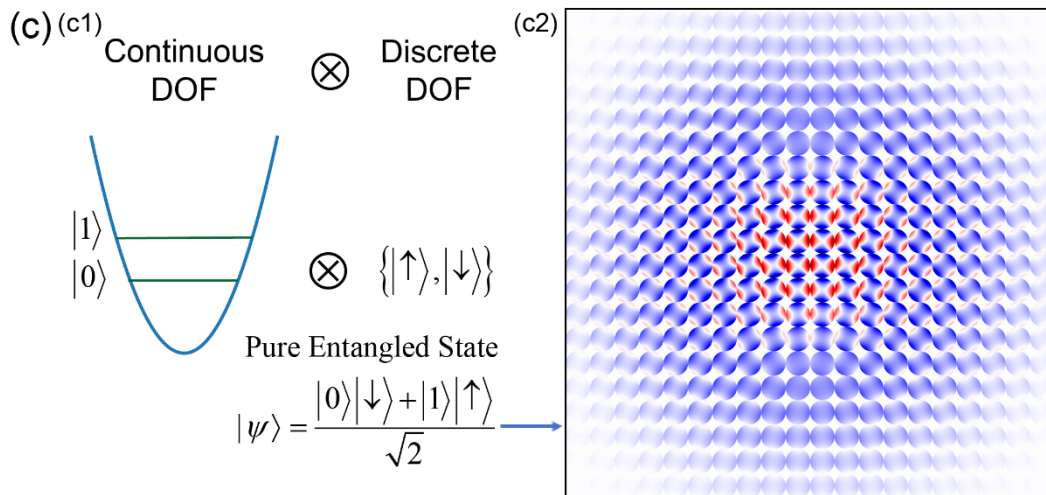 (c) (c1)
Continuous DOF ⊗ Discrete DOF
|1⟩
|0⟩ ⊗ {|↑⟩,|↓⟩}
Pure Entangled State
|ψ⟩ = (|0⟩|↓⟩+|1⟩|↑⟩)/√2
(c2)